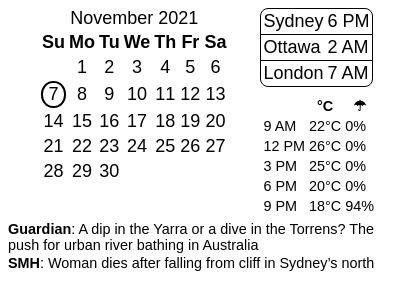 November 2021
Su Mo Tu We Th Fr Sa
1 2 3 4 5 6
7 8 9 10 11 12 13
14 15 16 17 18 19 20
21 22 23 24 25 26 27
28 29 30
Sydney 6 PM
Ottawa 2 AM
London 7 AM
°C ☂
9 AM 22°C 0%
12 PM 26°C 0%
3 PM 25°C 0%
6 PM 20°C 0%
9 PM 18°C 94%
Guardian: A dip in the Yarra or a dive in the Torrens? The
push for urban river bathing in Australia
SMH: Woman dies after falling from cliff in Sydney’s north